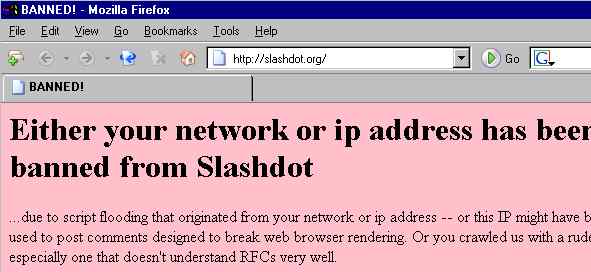 BANNED! - Mozilla Firefox
File Edit View Go Bookmarks Tools Help
http://slashdot.org/ Go G
BANNED!
Either your network or ip address has been
banned from Slashdot
...due to script flooding that originated from your network or ip address -- or this IP might have b
used to post comments designed to break web browser rendering. Or you crawled us with a rude
especially one that doesn't understand RFCs very well.